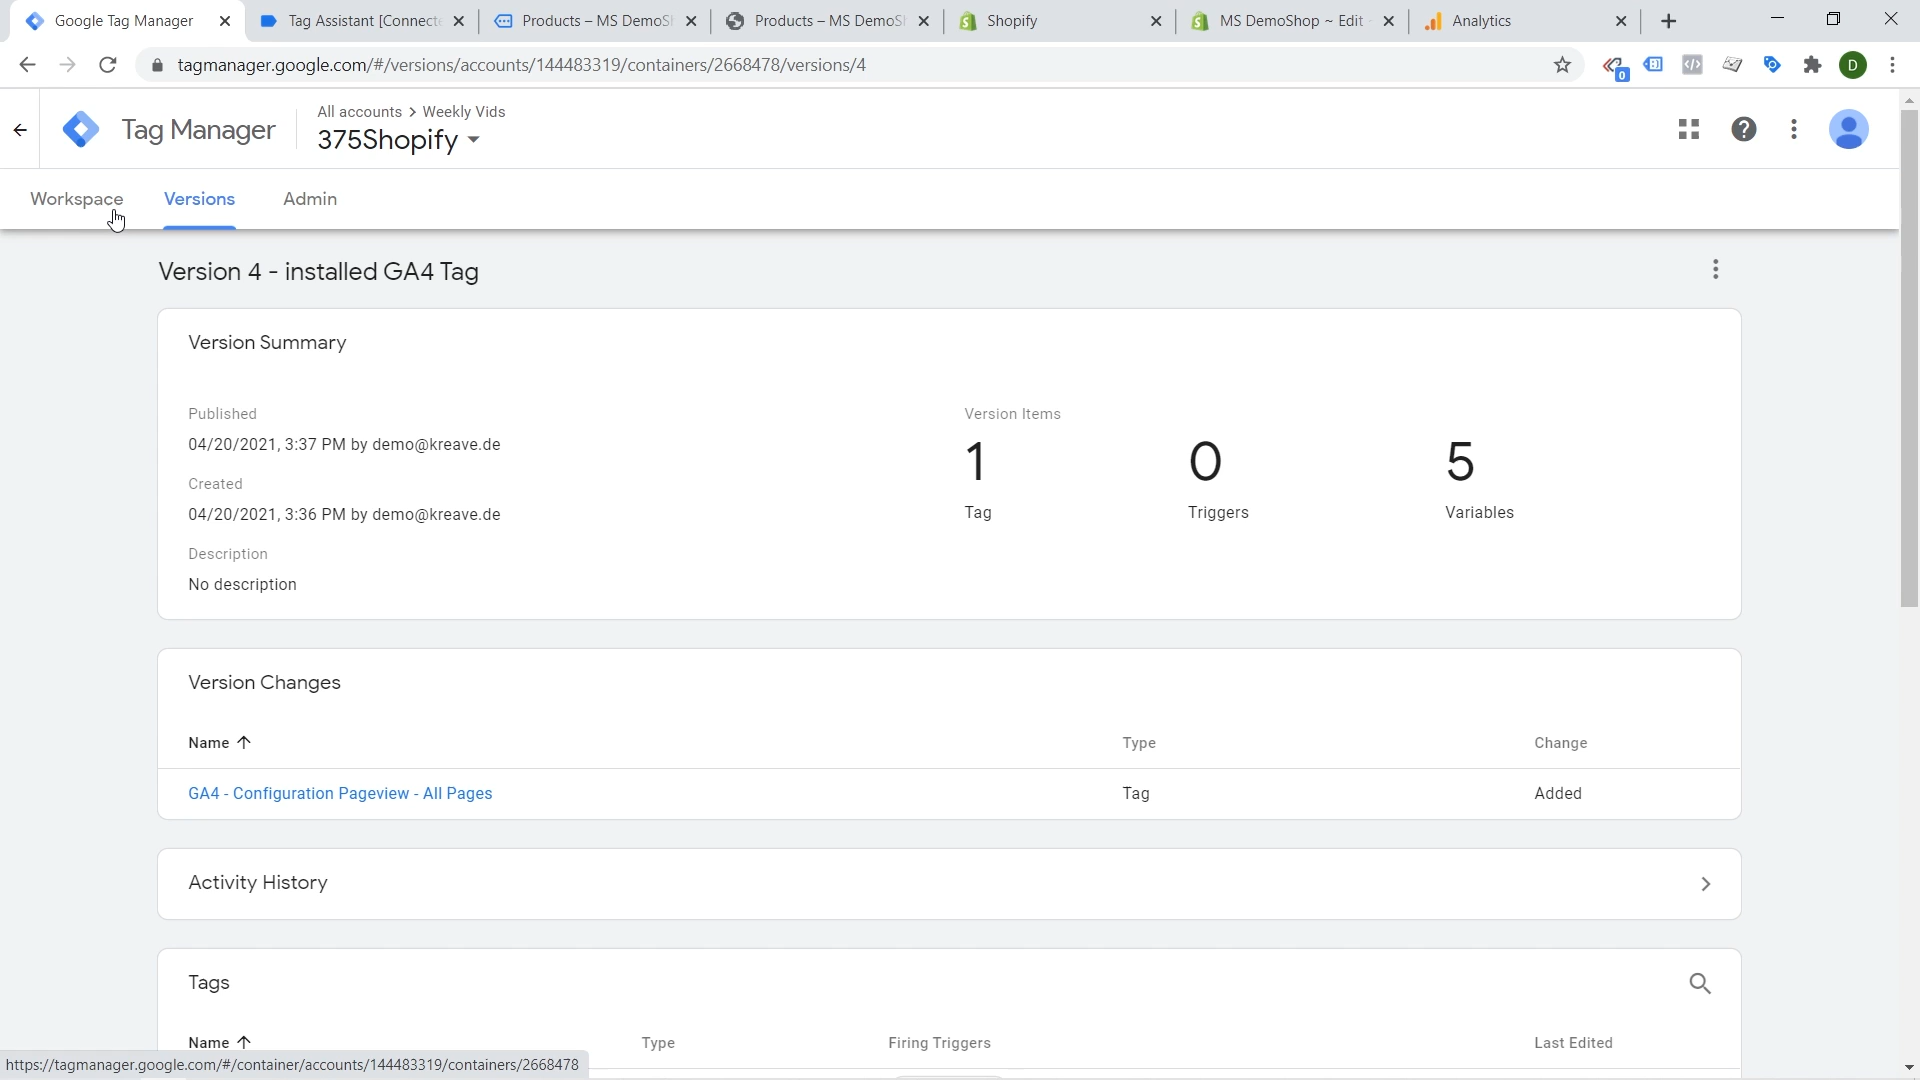 Google Tag Manager
Tag Assistant [Connecte
Products – MS DemoSh
Products – MS DemoSh
Shopify
MS DemoShop ~ Edit
Analytics
tagmanager.google.com/#/versions/accounts/144483319/containers/2668478/versions/4
0
D
Tag Manager
All accounts > Weekly Vids
375Shopify
Workspace
Versions
Admin
Version 4 - installed GA4 Tag
Version Summary
Published
04/20/2021, 3:37 PM by demo@kreave.de
Created
04/20/2021, 3:36 PM by demo@kreave.de
Description
No description
Version Items
1
Tag
0
Triggers
5
Variables
Version Changes
Name
Type
Change
GA4 - Configuration Pageview - All Pages
Tag
Added
Activity History
Tags
Name
Type
Firing Triggers
Last Edited
https://tagmanager.google.com/#/container/accounts/144483319/containers/2668478